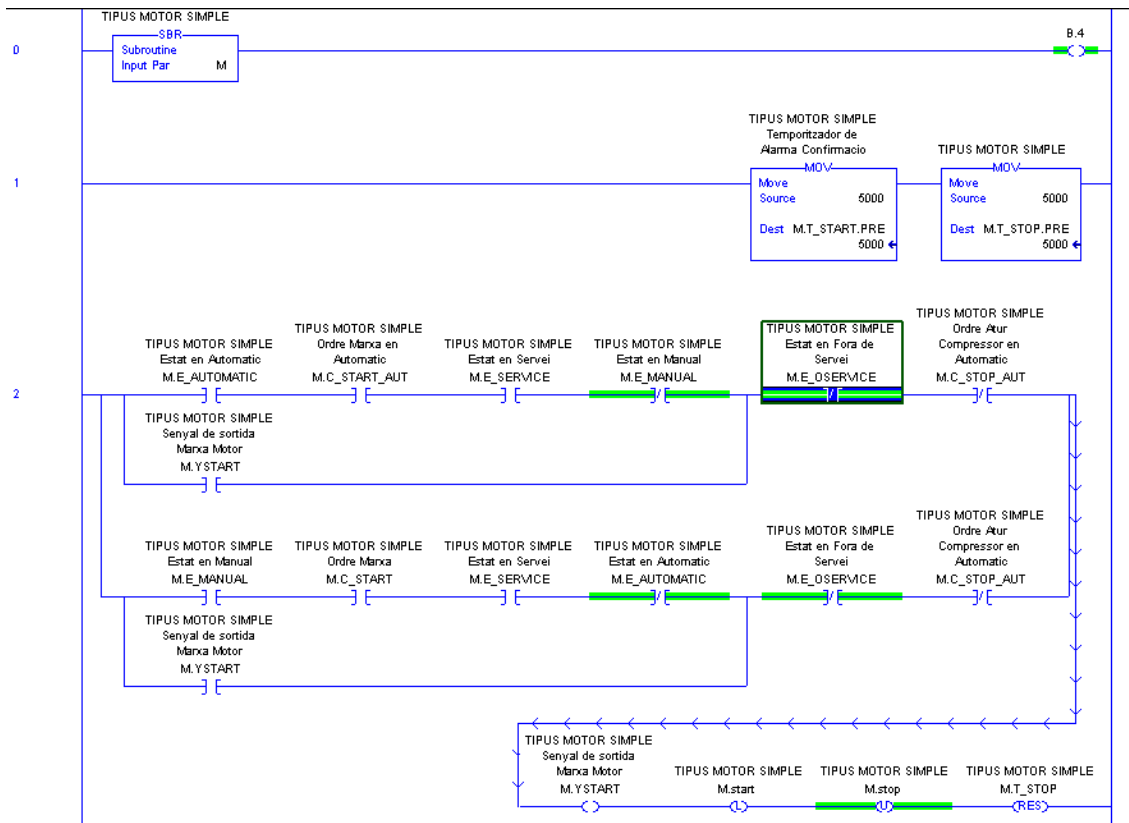 TIPUS MOTOR SIMPLE
SBR
Subroutine
Input Par M
B.4
0
TIPUS MOTOR SIMPLE
Temporitzador de
Alarma Confirmacio
MOV
Move
Source 5000
Dest M.T_START.PRE
5000
TIPUS MOTOR SIMPLE
MOV
Move
Source 5000
Dest M.T_STOP.PRE
5000
1
2
TIPUS MOTOR SIMPLE
Estat en Automatic
M.E_AUTOMATIC
TIPUS MOTOR SIMPLE
Ordre Marxa en
Automatic
M.C_START_AUT
TIPUS MOTOR SIMPLE
Estat en Servei
M.E_SERVICE
TIPUS MOTOR SIMPLE
Estat en Manual
M.E_MANUAL
TIPUS MOTOR SIMPLE
Estat en Fora de
Servei
M.E_OSERVICE
TIPUS MOTOR SIMPLE
Ordre Atur
Compressor en
Automatic
M.C_STOP_AUT
TIPUS MOTOR SIMPLE
Senyal de sortida
Marxa Motor
M.YSTART
TIPUS MOTOR SIMPLE
Estat en Manual
M.E_MANUAL
TIPUS MOTOR SIMPLE
Ordre Marxa
M.C_START
TIPUS MOTOR SIMPLE
Estat en Servei
M.E_SERVICE
TIPUS MOTOR SIMPLE
Estat en Automatic
M.E_AUTOMATIC
TIPUS MOTOR SIMPLE
Estat en Fora de
Servei
M.E_OSERVICE
TIPUS MOTOR SIMPLE
Ordre Atur
Compressor en
Automatic
M.C_STOP_AUT
TIPUS MOTOR SIMPLE
Senyal de sortida
Marxa Motor
M.YSTART
TIPUS MOTOR SIMPLE
Senyal de sortida
Marxa Motor
M.YSTART
TIPUS MOTOR SIMPLE
M.start
L
TIPUS MOTOR SIMPLE
M.stop
U
TIPUS MOTOR SIMPLE
M.T_STOP
RES